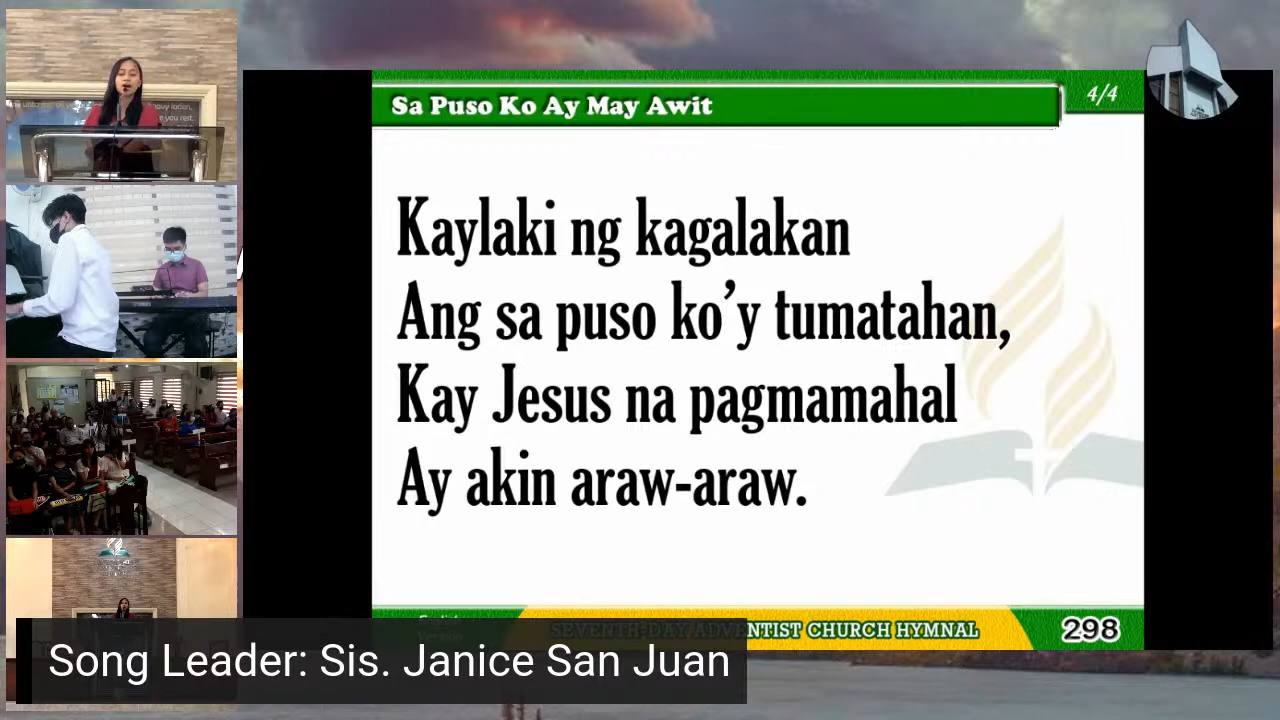 Sa Puso Ko Ay May Awit
4/4
Kaylaki ng kagalakan
Ang sa puso ko'y tumatahan,
Kay Jesus na pagmamahal
Ay akin araw-araw.
SEVENTH-DAY ADVENTIST CHURCH HYMNAL
298
Song Leader: Sis. Janice San Juan